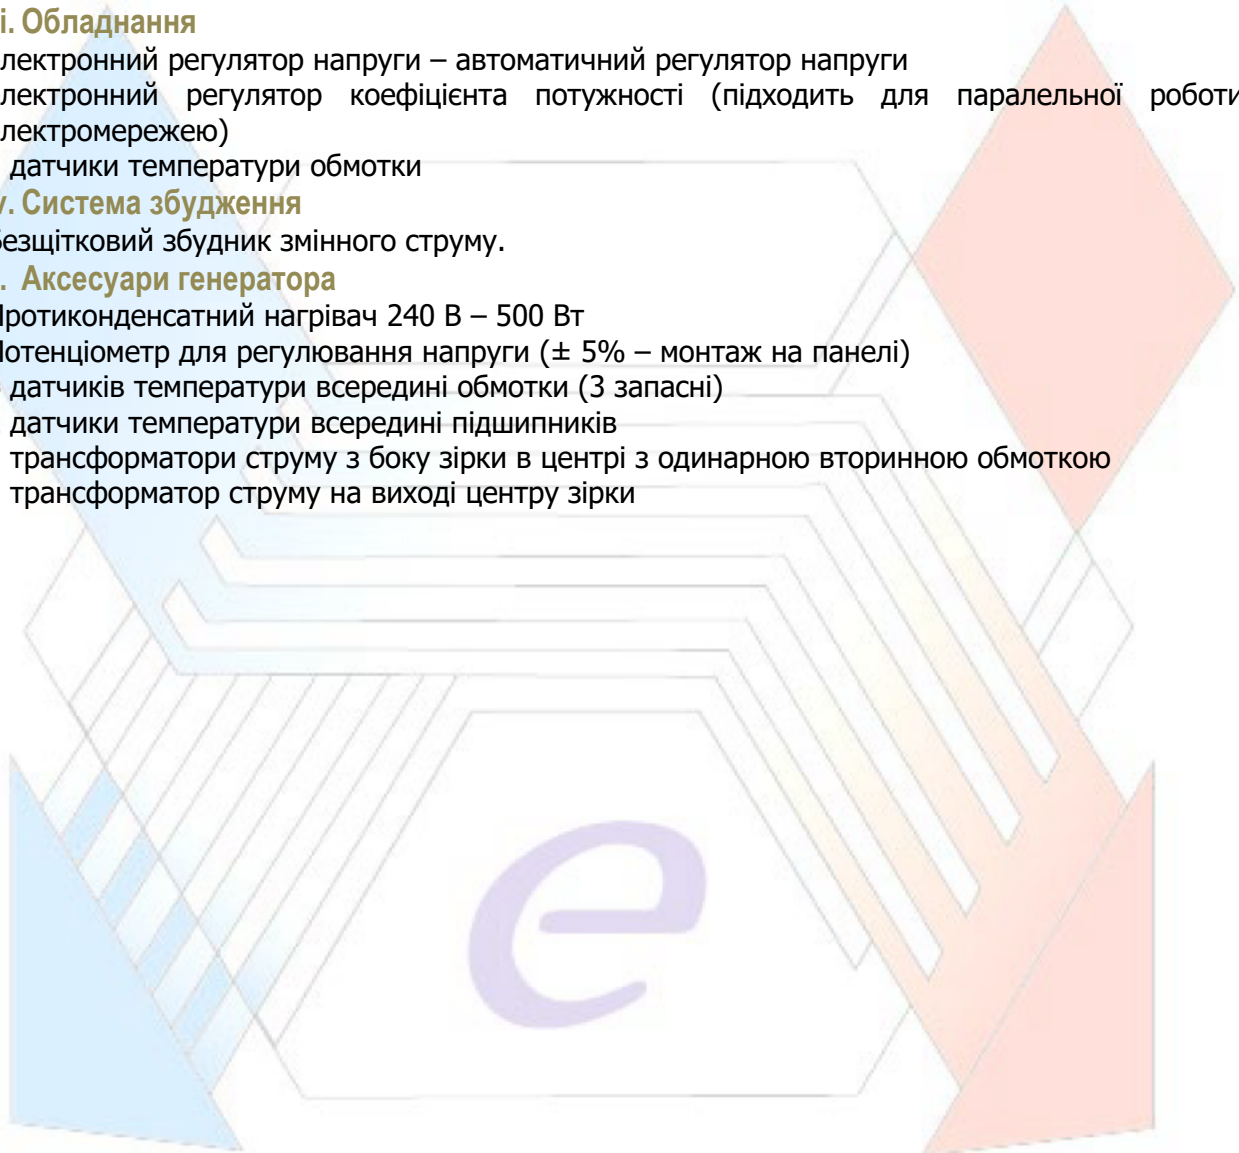 i. Обладнання
лектронний регулятор напруги – автоматичний регулятор напруги
лектронний регулятор коефіцієнта потужності (підходить для паралельної роботи
лектромережею)
датчики температури обмотки
v. Система збудження
Безщітковий збудник змінного струму.
. Аксесуари генератора
Протиконденсатний нагрівач 240 В – 500 Вт
Потенціометр для регулювання напруги (± 5% – монтаж на панелі)
датчиків температури всередині обмотки (3 запасні)
датчики температури всередині підшипників
трансформатори струму з боку зірки в центрі з одинарною вторинною обмоткою
трансформатор струму на виході центру зірки
e